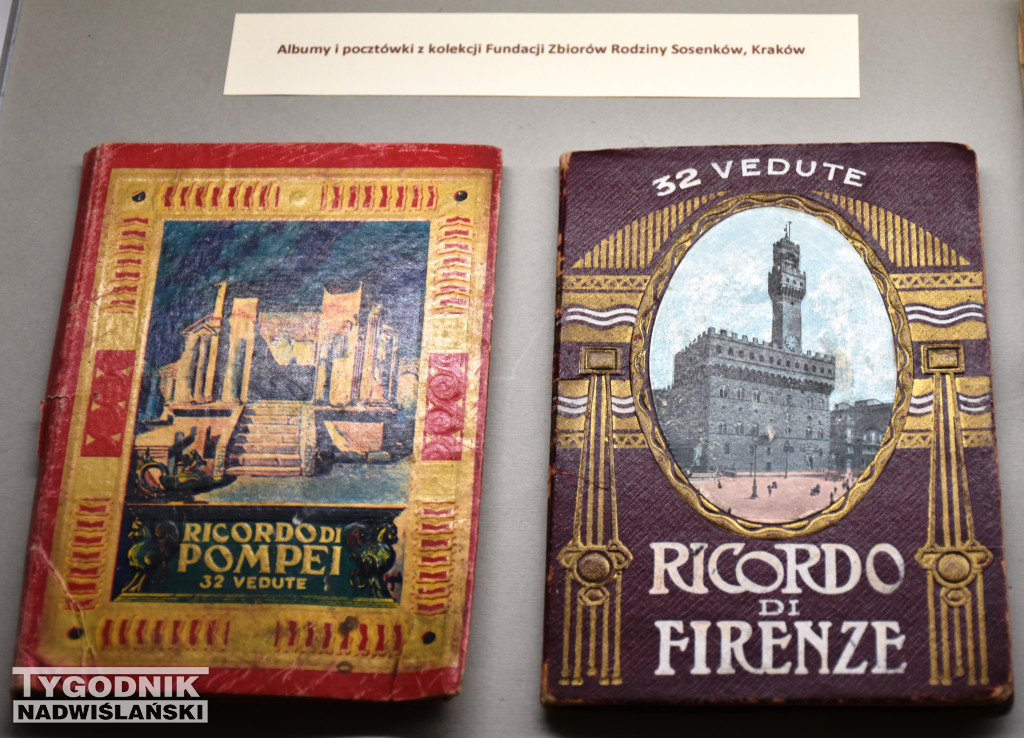 Albumy i pocztówki z kolekcji Fundacji Zbiorów Rodziny Sosenków, Kraków
RICORDO DI
POMPEI
32 VEDUTE
32 VEDUTE
RICORDO
DI
FIRENZE
TYGODNIK
NADWIŚLAŃSKI